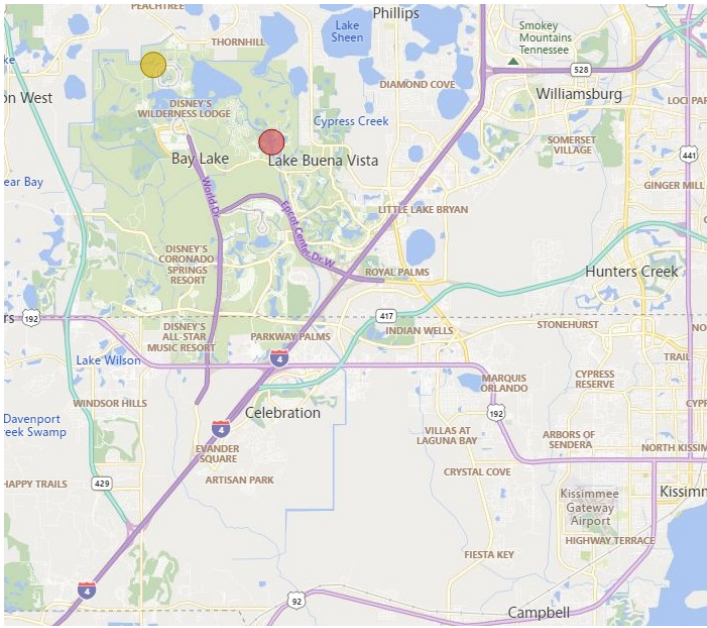 PEACHTREE
Phillips
Lake
Sheen
Smokey
Mountains
Tennessee
THORNHILL
528
DIAMOND COVE
Williamsburg
on West
DISNEY'S
WILDERNESS LODGE
LOCI PAR
Cypress Creek
Bay Lake
Lake Buena Vista
SOMERSET
VILLAGE
441
ear Bay
World Dr
GINGER MILL
Epcot Center Dr W
LITTLE LAKE BRYAN
DISNEY'S
CORONADO
SPRINGS
RESORT
ROYAL PALMS
Hunters Creek
rs
192
417
DISNEY'S
ALL-STAR
MUSIC RESORT
PARKWAY PALMS
INDIAN WELLS
STONEHURST
NO
Lake Wilson
4
TRAIL
MARQUIS
ORLANDO
CYPRESS
RESERVE
WINDSOR HILLS
Celebration
192
CYPR
Davenport
reek Swamp
4
VILLAS AT
LAGUNA BAY
ARBORS OF
SENDERA
EVANDER
SQUARE
NORTH KISSIM
HAPPY TRAILS
429
ARTISAN PARK
CRYSTAL COVE
Kissimmee
Gateway
Airport
Kissimm
HIGHWAY TERRACE
FIESTA KEY
4
92
Campbell